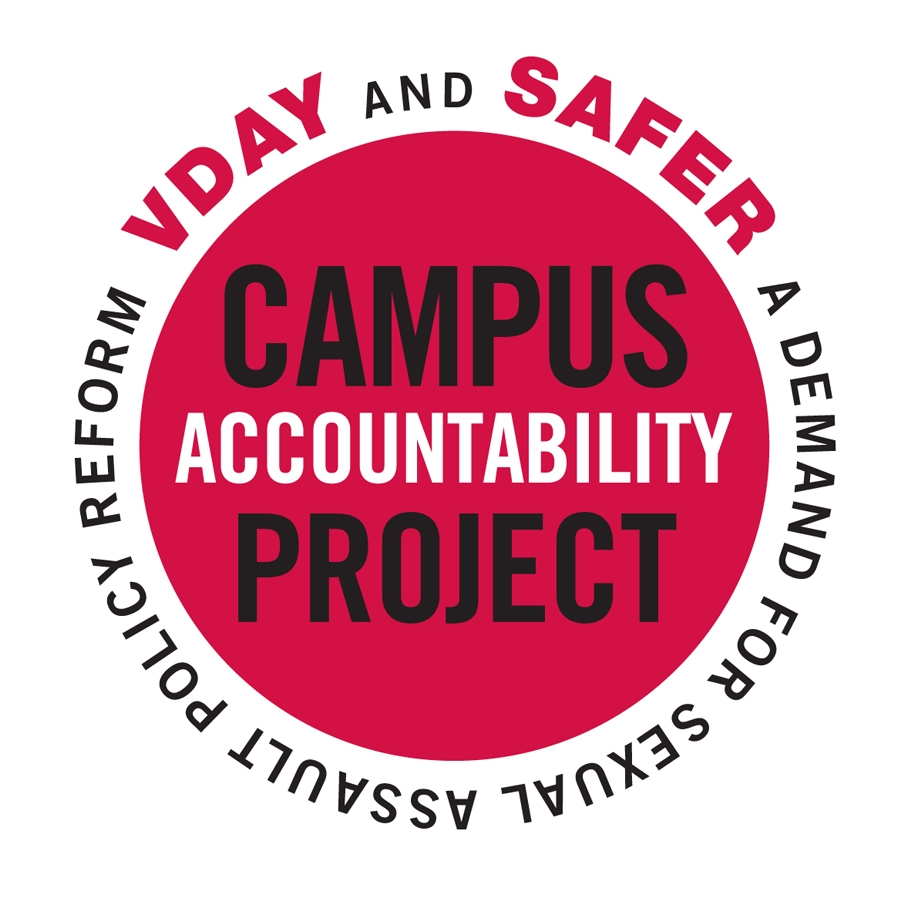 VDAY AND SAFER A DEMAND FOR SEXUAL ASSAULT POLICY REFORM
CAMPUS
ACCOUNTABILITY
PROJECT